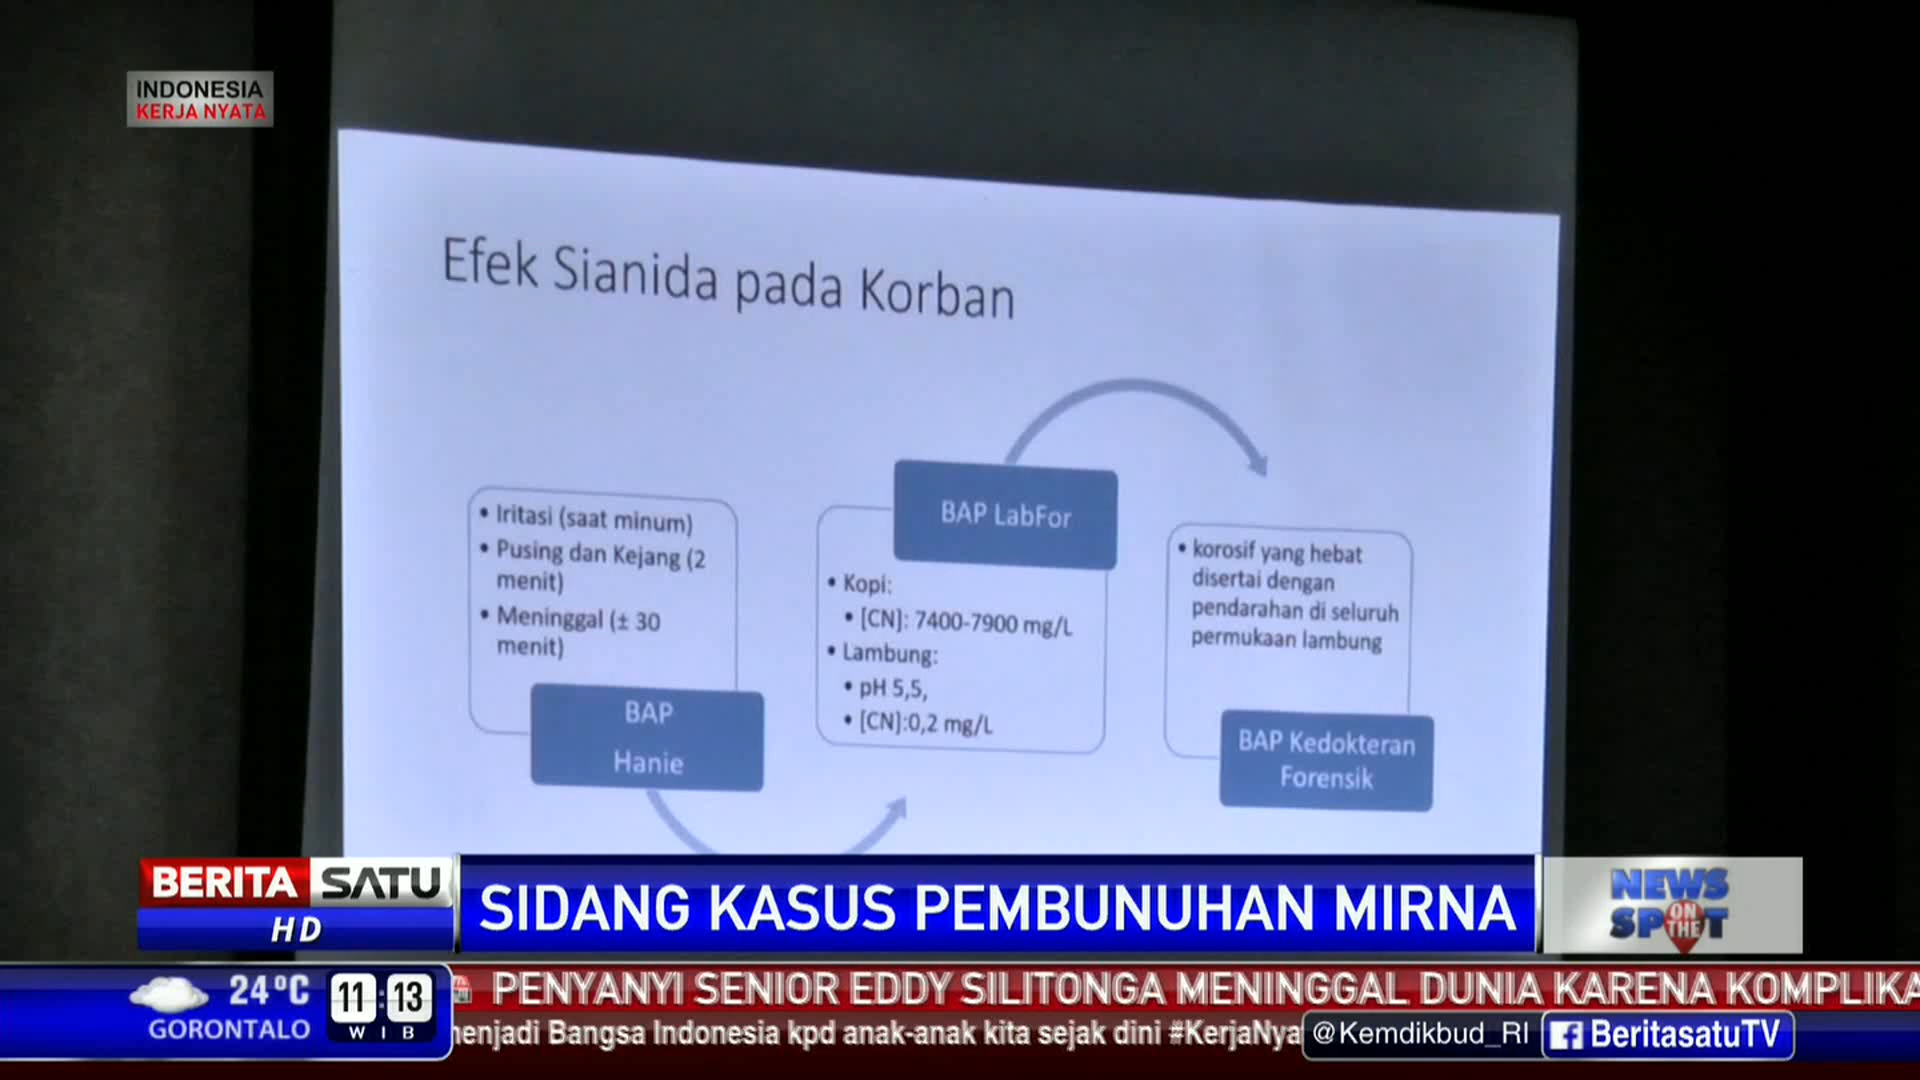 INDONESIA
KERJA NYATA
Efek Sianida pada Korban
• Iritasi (saat minum)
• Pusing dan Kejang (2
menit)
• Meninggal (± 30
menit)
BAP
Hanie
BAP LabFor
• Kopi:
• [CN]: 7400-7900 mg/L
• Lambung:
• pH 5,5,
• [CN]:0,2 mg/L
• korosif yang hebat
disertai dengan
pendarahan di seluruh
permukaan lambung
BAP Kedokteran
Forensik
BERITA SATU
HD
SIDANG KASUS PEMBUNUHAN MIRNA
NEWS
ON THE
SPOT
24°C
GORONTALO
11:13
WIB
PENYANYI SENIOR EDDY SILITONGA MENINGGAL DUNIA KARENA KOMPLIKA
menjadi Bangsa Indonesia kpd anak-anak kita sejak dini #KerjaNya
@Kemdikbud_RI
BeritasatuTV